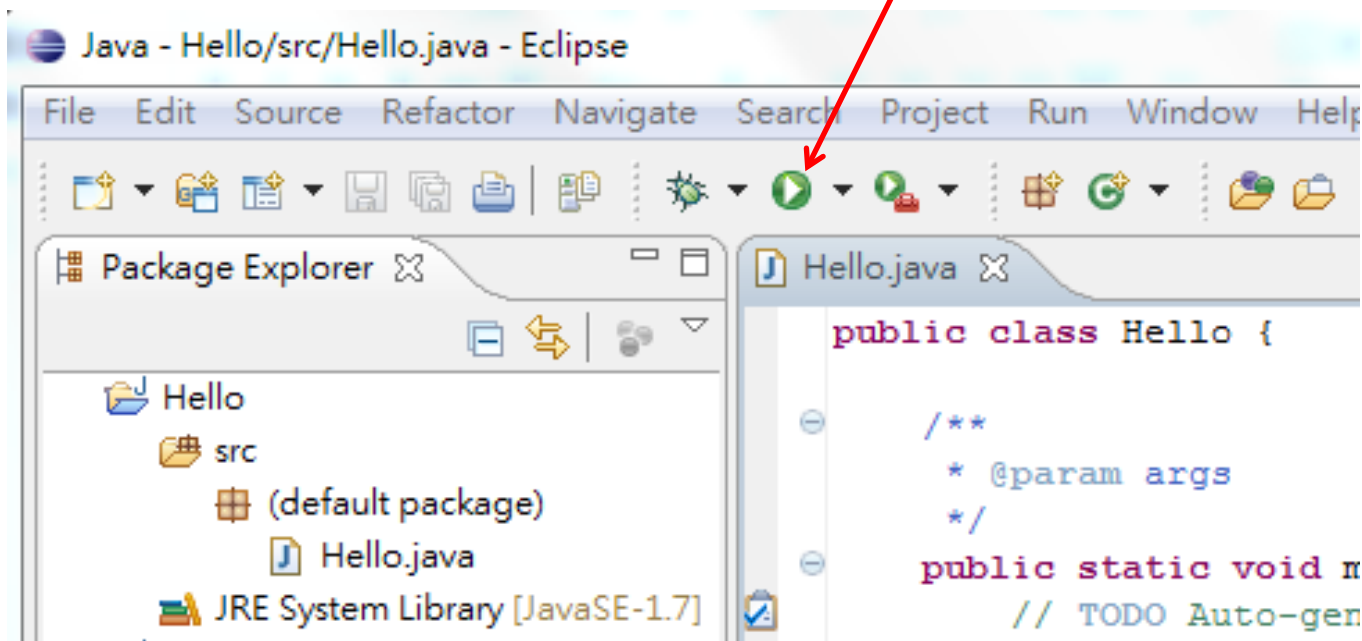 Java - Hello/src/Hello.java - Eclipse
File Edit Source Refactor Navigate Search Project Run Window Help
Package Explorer
Hello.java
public class Hello {
Hello
/**
src
* @param args
(default package)
*/
Hello.java
public static void m
JRE System Library [JavaSE-1.7]
// TODO Auto-gen